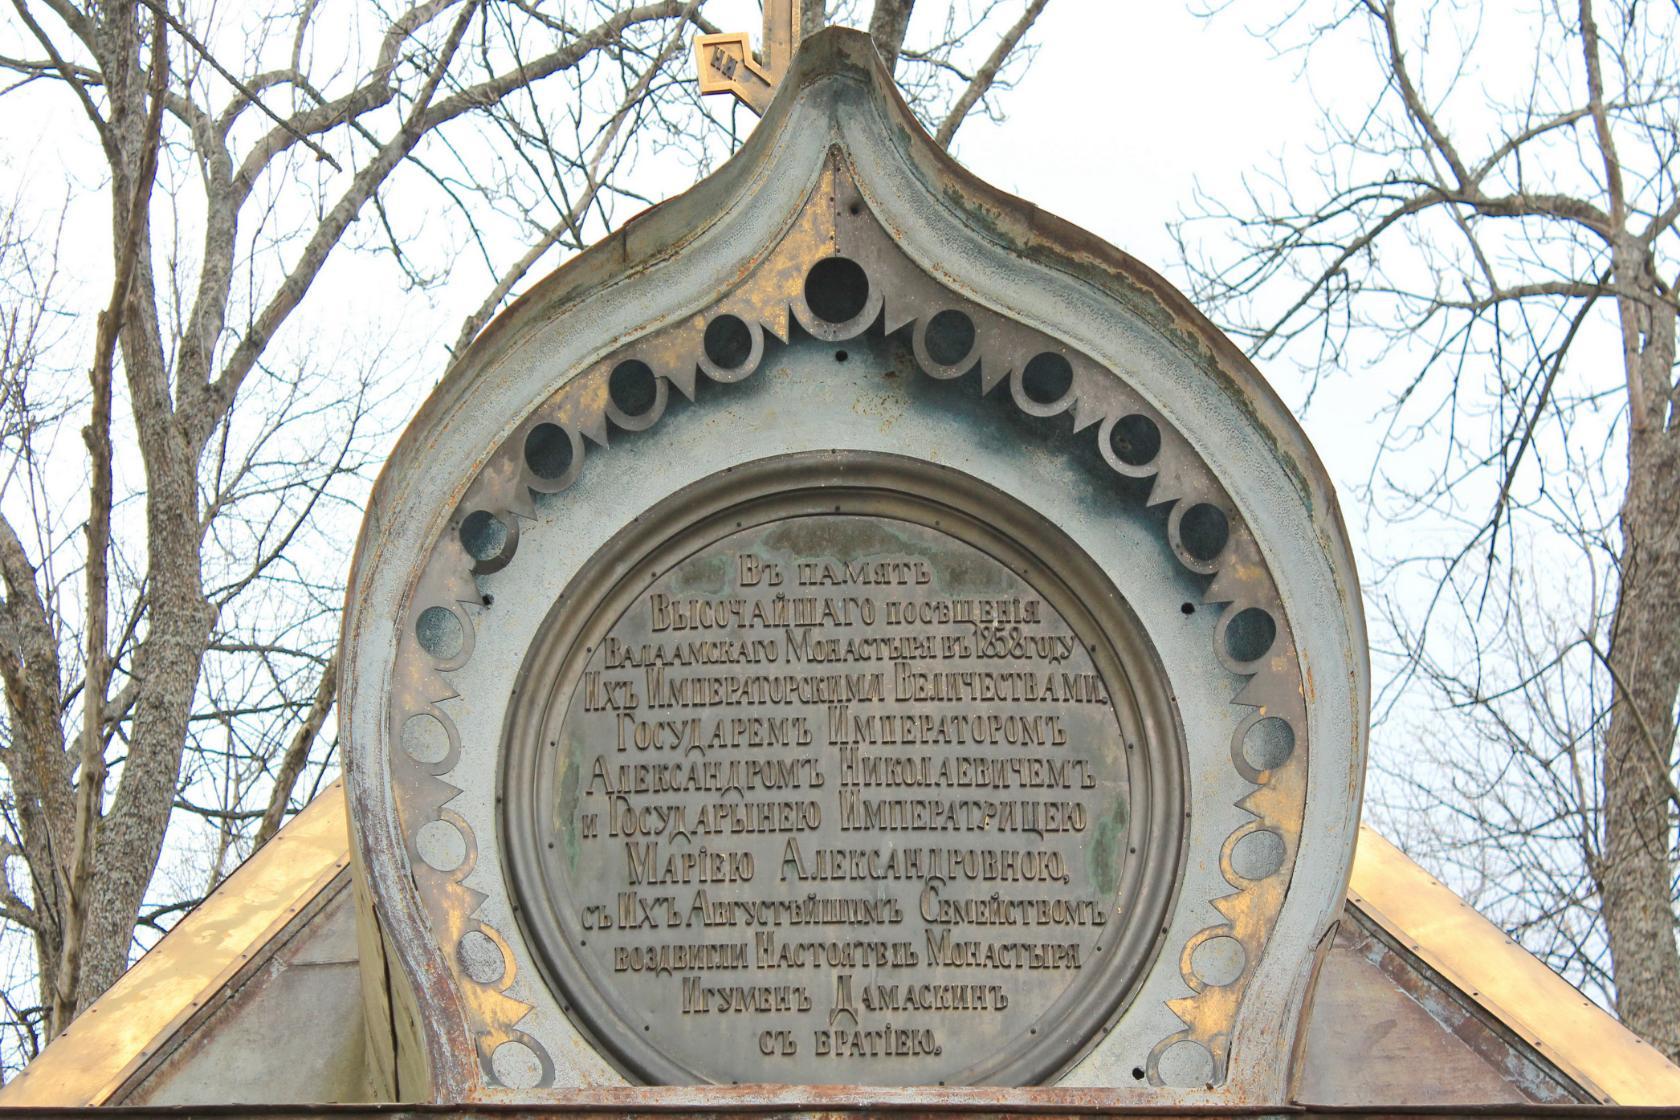 Н.И.
Въ память
Высочайшаго посѣщенія
Валаамскаго Монастыря въ 1858 году
Ихъ Императорскими Величествами,
Государемъ Императоромъ
Александромъ Николаевичемъ
и Государынею Императрицею
Маріею Александровною,
съ Ихъ Августѣйшимъ Семействомъ
воздвигли Настоятель Монастыря
Игуменъ Дамаскинъ
съ братіею.